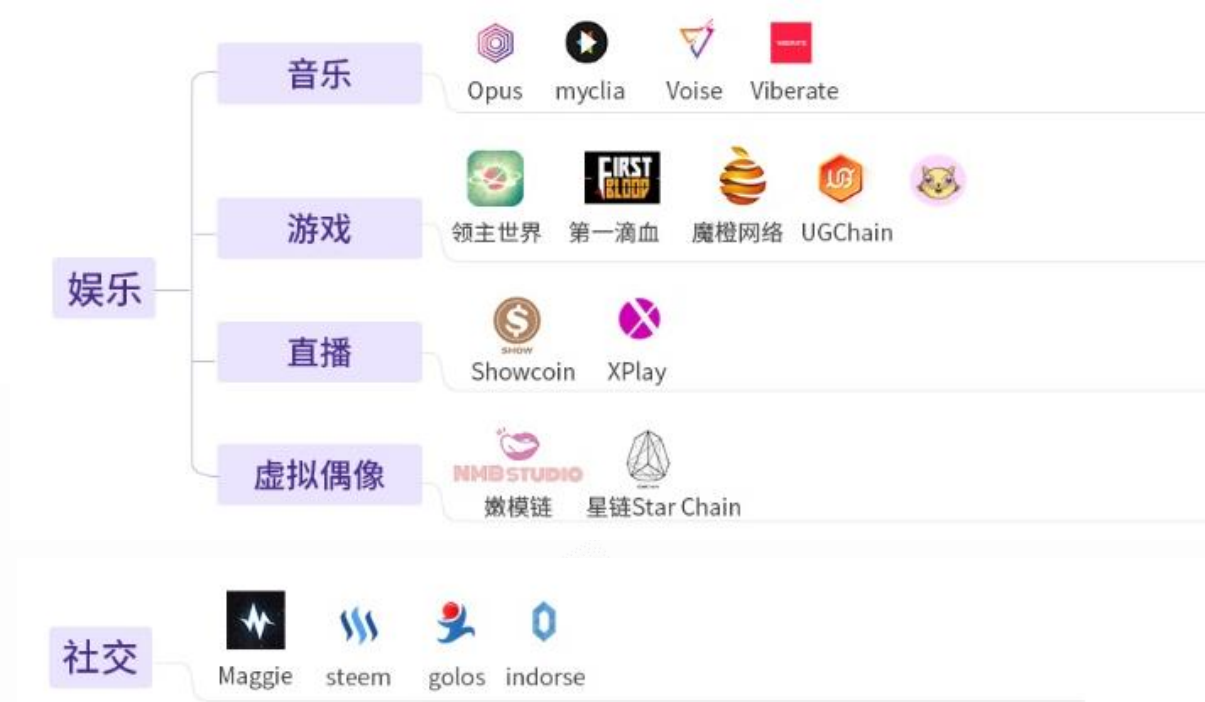 音乐
Opus myclia Voise Viberate
FIRST
BLOOD
游戏
领主世界 第一滴血 魔橙网络 UGChain
娱乐
SHOW
直播
Showcoin XPlay
NMB STUDIO
虚拟偶像
嫩模链 星链Star Chain
社交
Maggie steem golos indorse